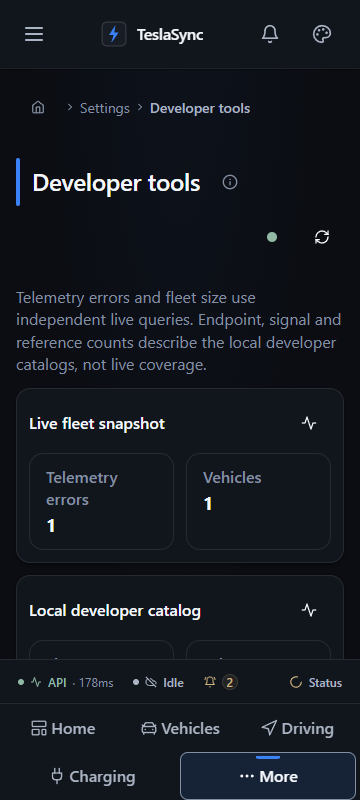 TeslaSync
Settings
Developer tools
Developer tools
Telemetry errors and fleet size use
independent live queries. Endpoint, signal and
reference counts describe the local developer
catalogs, not live coverage.
Live fleet snapshot
Telemetry
errors
1
Vehicles
1
Local developer catalog
API · 178ms
Idle
2
Status
Home
Vehicles
Driving
Charging
More